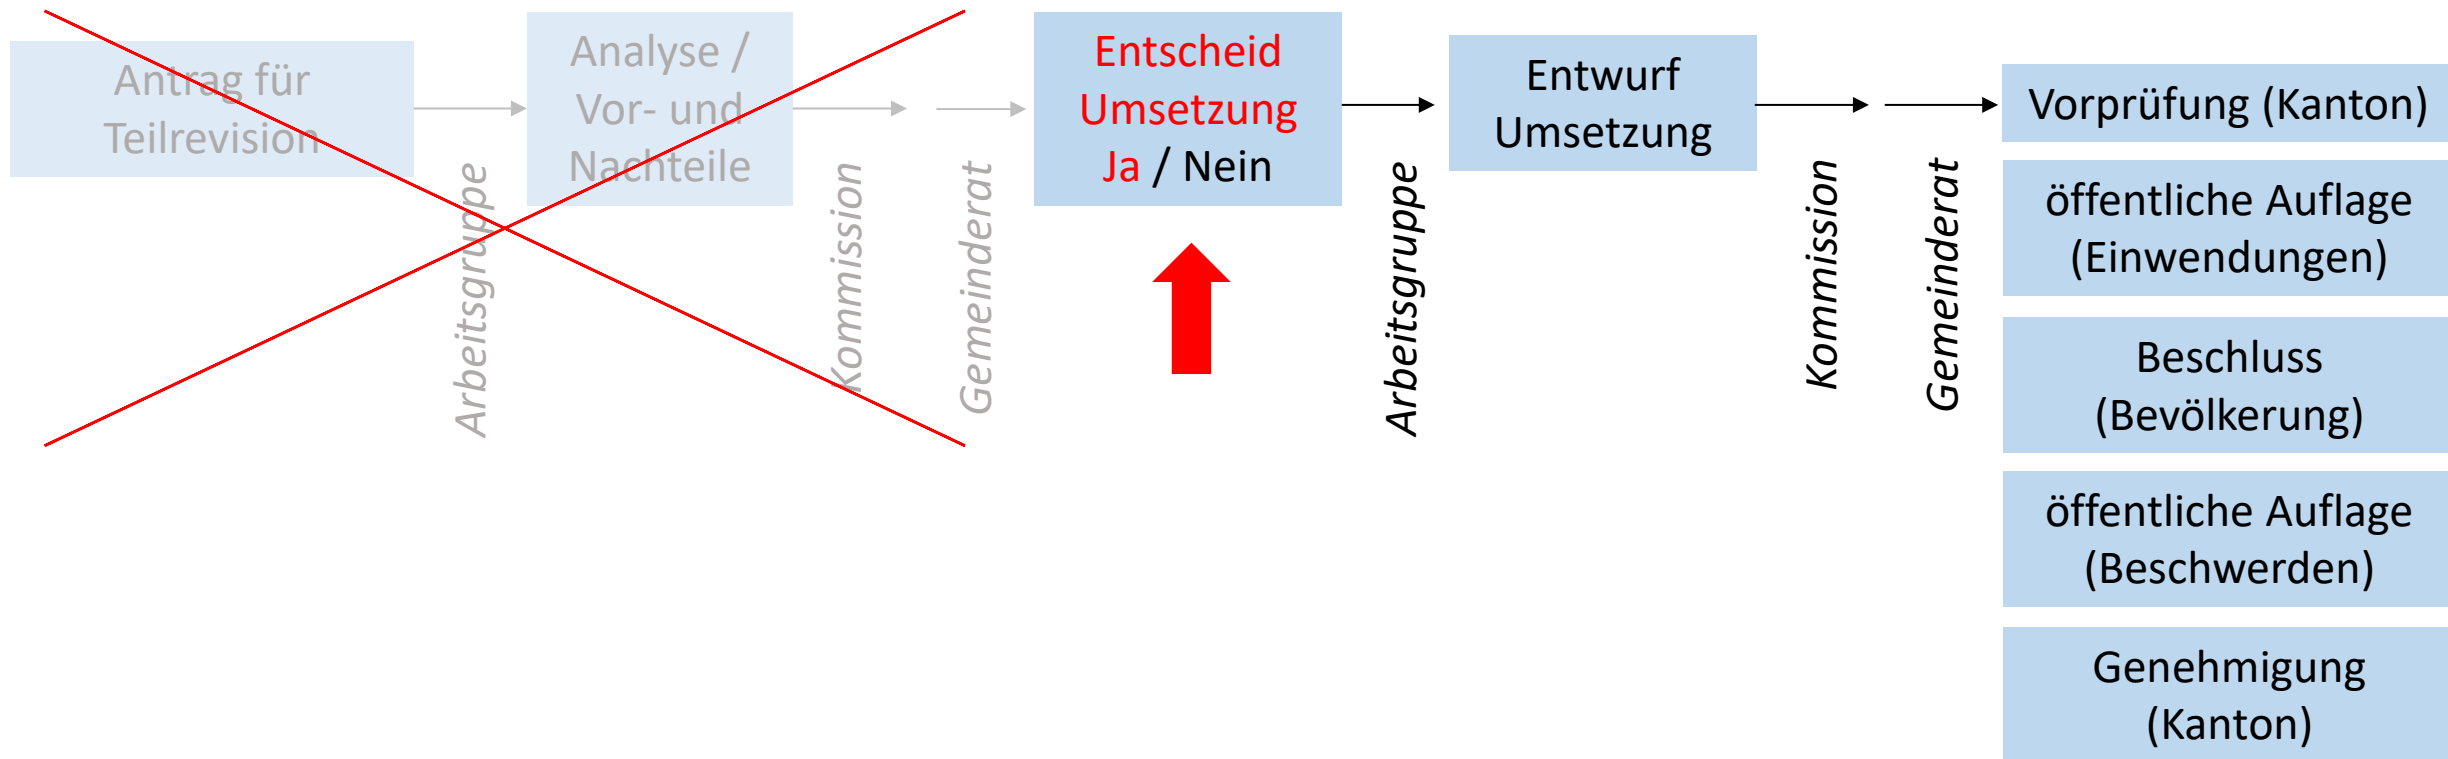 Antrag für
Teilrevision
Arbeitsgruppe
Analyse /
Vor- und
Nachteile
Kommission
Gemeinderat
Entscheid
Umsetzung
Ja / Nein
Arbeitsgruppe
Entwurf
Umsetzung
Kommission
Gemeinderat
Vorprüfung (Kanton)
öffentliche Auflage
(Einwendungen)
Beschluss
(Bevölkerung)
öffentliche Auflage
(Beschwerden)
Genehmigung
(Kanton)